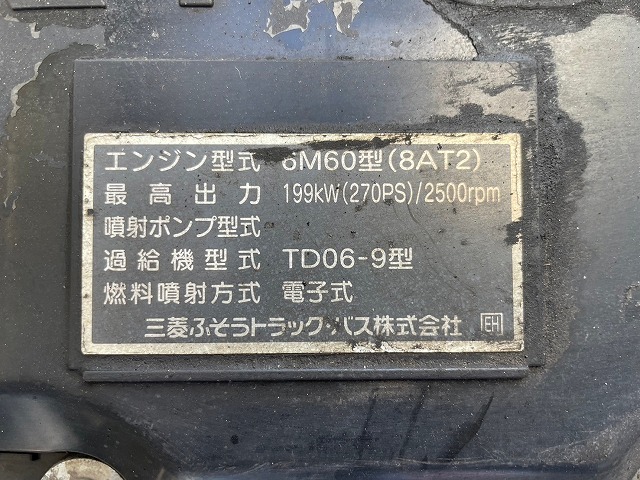 エンジン型式 6M60型(8AT2)
最高出力 199kW(270PS)/2500rpm
噴射ポンプ型式
過給機型式 TD06-9型
燃料噴射方式 電子式
三菱ふそうトラック・バス株式会社 EH